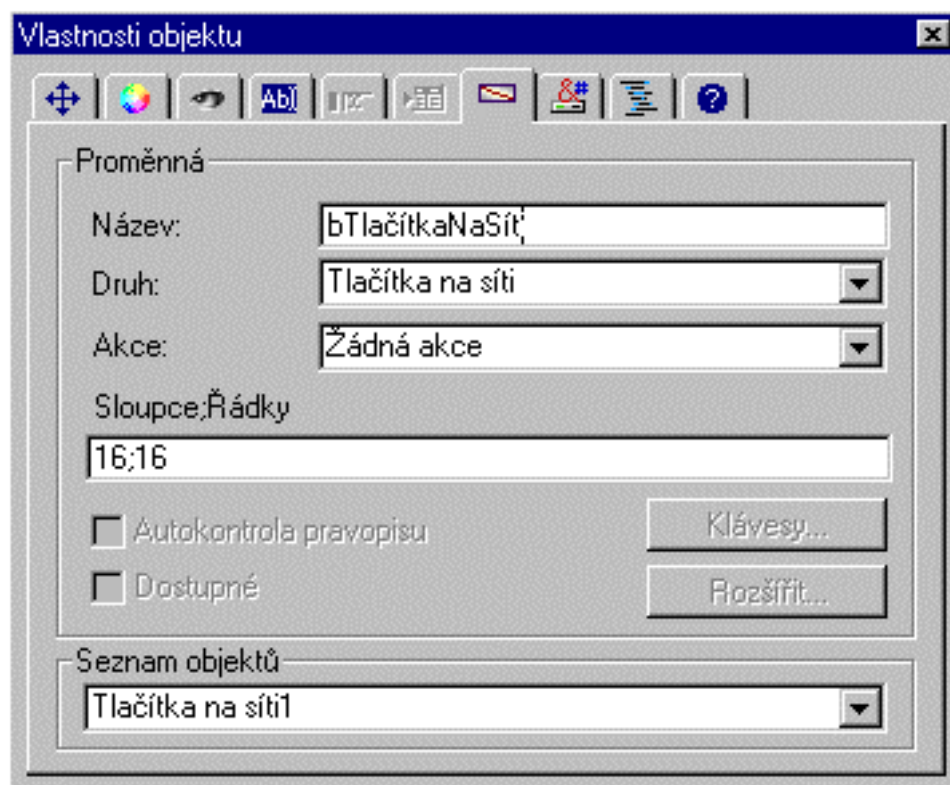 Vlastnosti objektu
Ab
&#
?
Proměnná
Název: bTlačítkaNaSíť
Druh: Tlačítka na síti
Akce: Žádná akce
Sloupce;Řádky
16;16
Autokontrola pravopisu Klávesy...
Dostupné Rozšířit...
Seznam objektů
Tlačítka na síti1